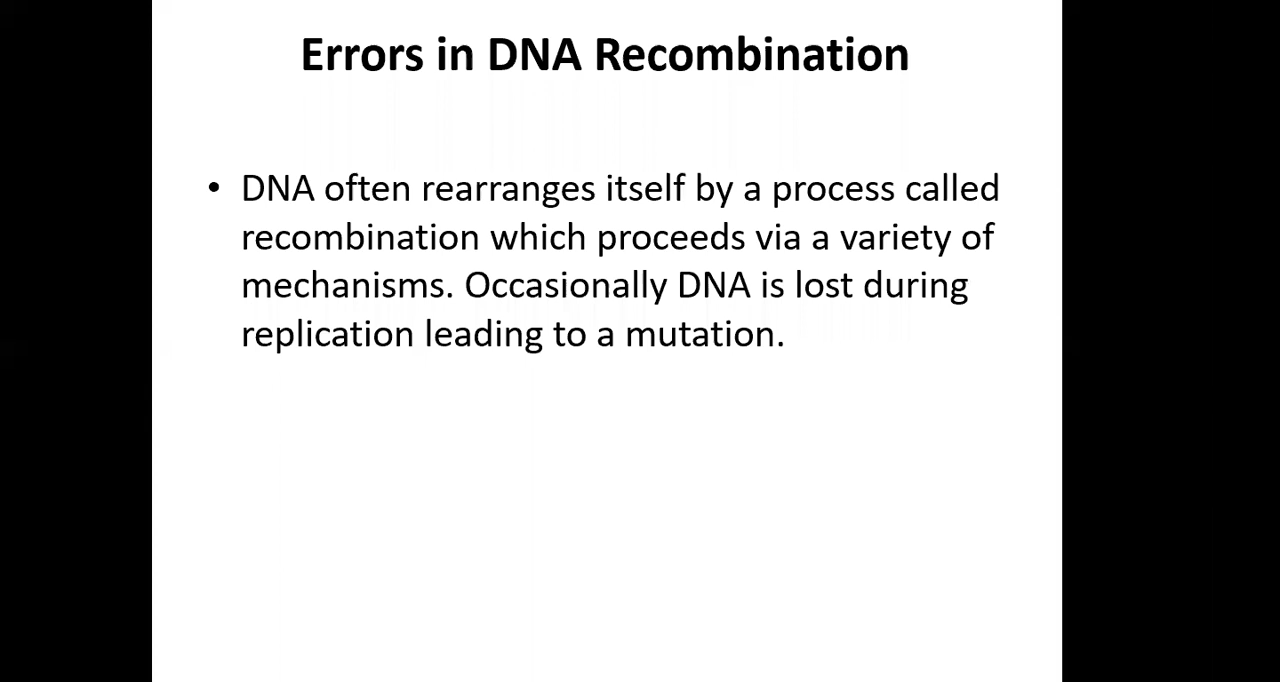 Errors in DNA Recombination
• DNA often rearranges itself by a process called
recombination which proceeds via a variety of
mechanisms. Occasionally DNA is lost during
replication leading to a mutation.